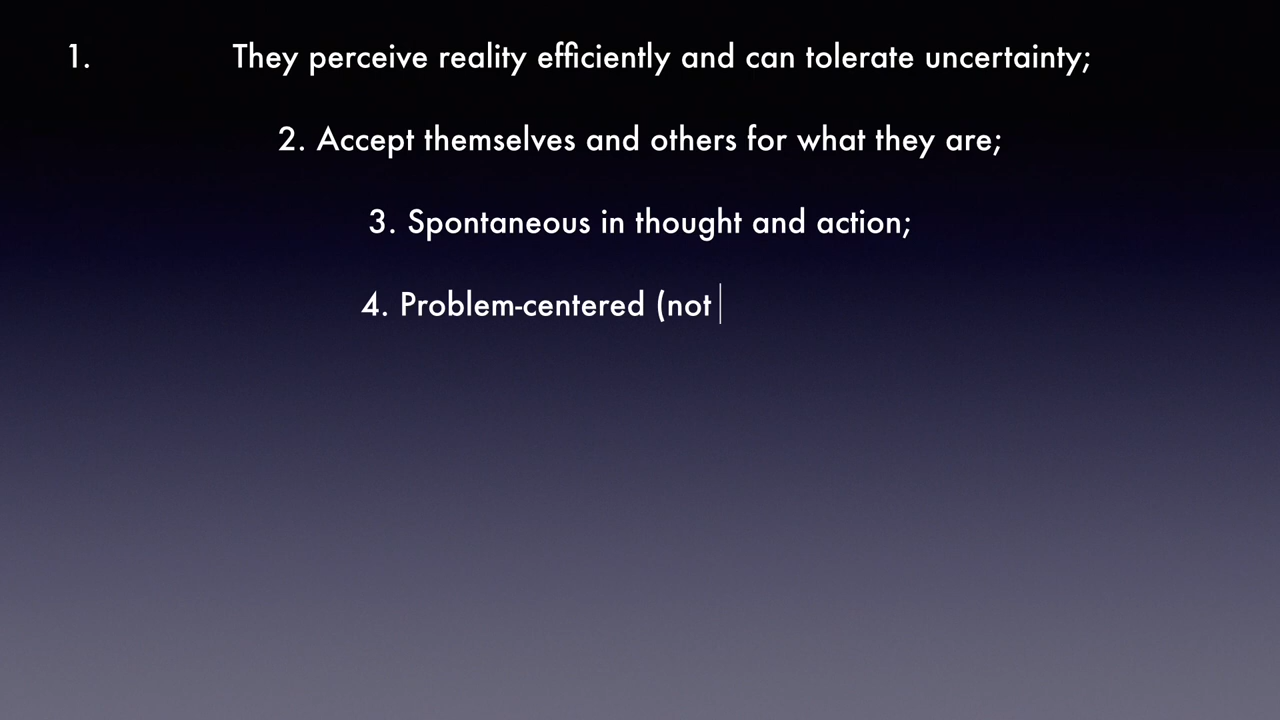 1. They perceive reality efficiently and can tolerate uncertainty;
2. Accept themselves and others for what they are;
3. Spontaneous in thought and action;
4. Problem-centered (not